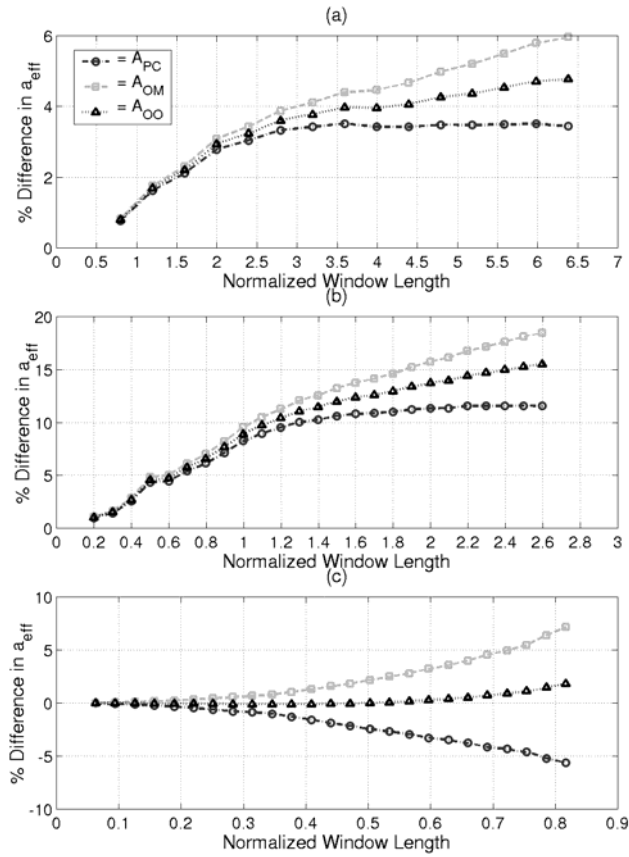 (a)
6
4
2
0
% Difference in a_eff
= A_PC
= A_OM
= A_OO
0 0.5 1 1.5 2 2.5 3 3.5 4 4.5 5 5.5 6 6.5 7
Normalized Window Length
(b)
20
15
10
5
0
% Difference in a_eff
0 0.2 0.4 0.6 0.8 1 1.2 1.4 1.6 1.8 2 2.2 2.4 2.6 2.8 3
Normalized Window Length
(c)
10
5
0
-5
-10
% Difference in a_eff
0 0.1 0.2 0.3 0.4 0.5 0.6 0.7 0.8 0.9
Normalized Window Length